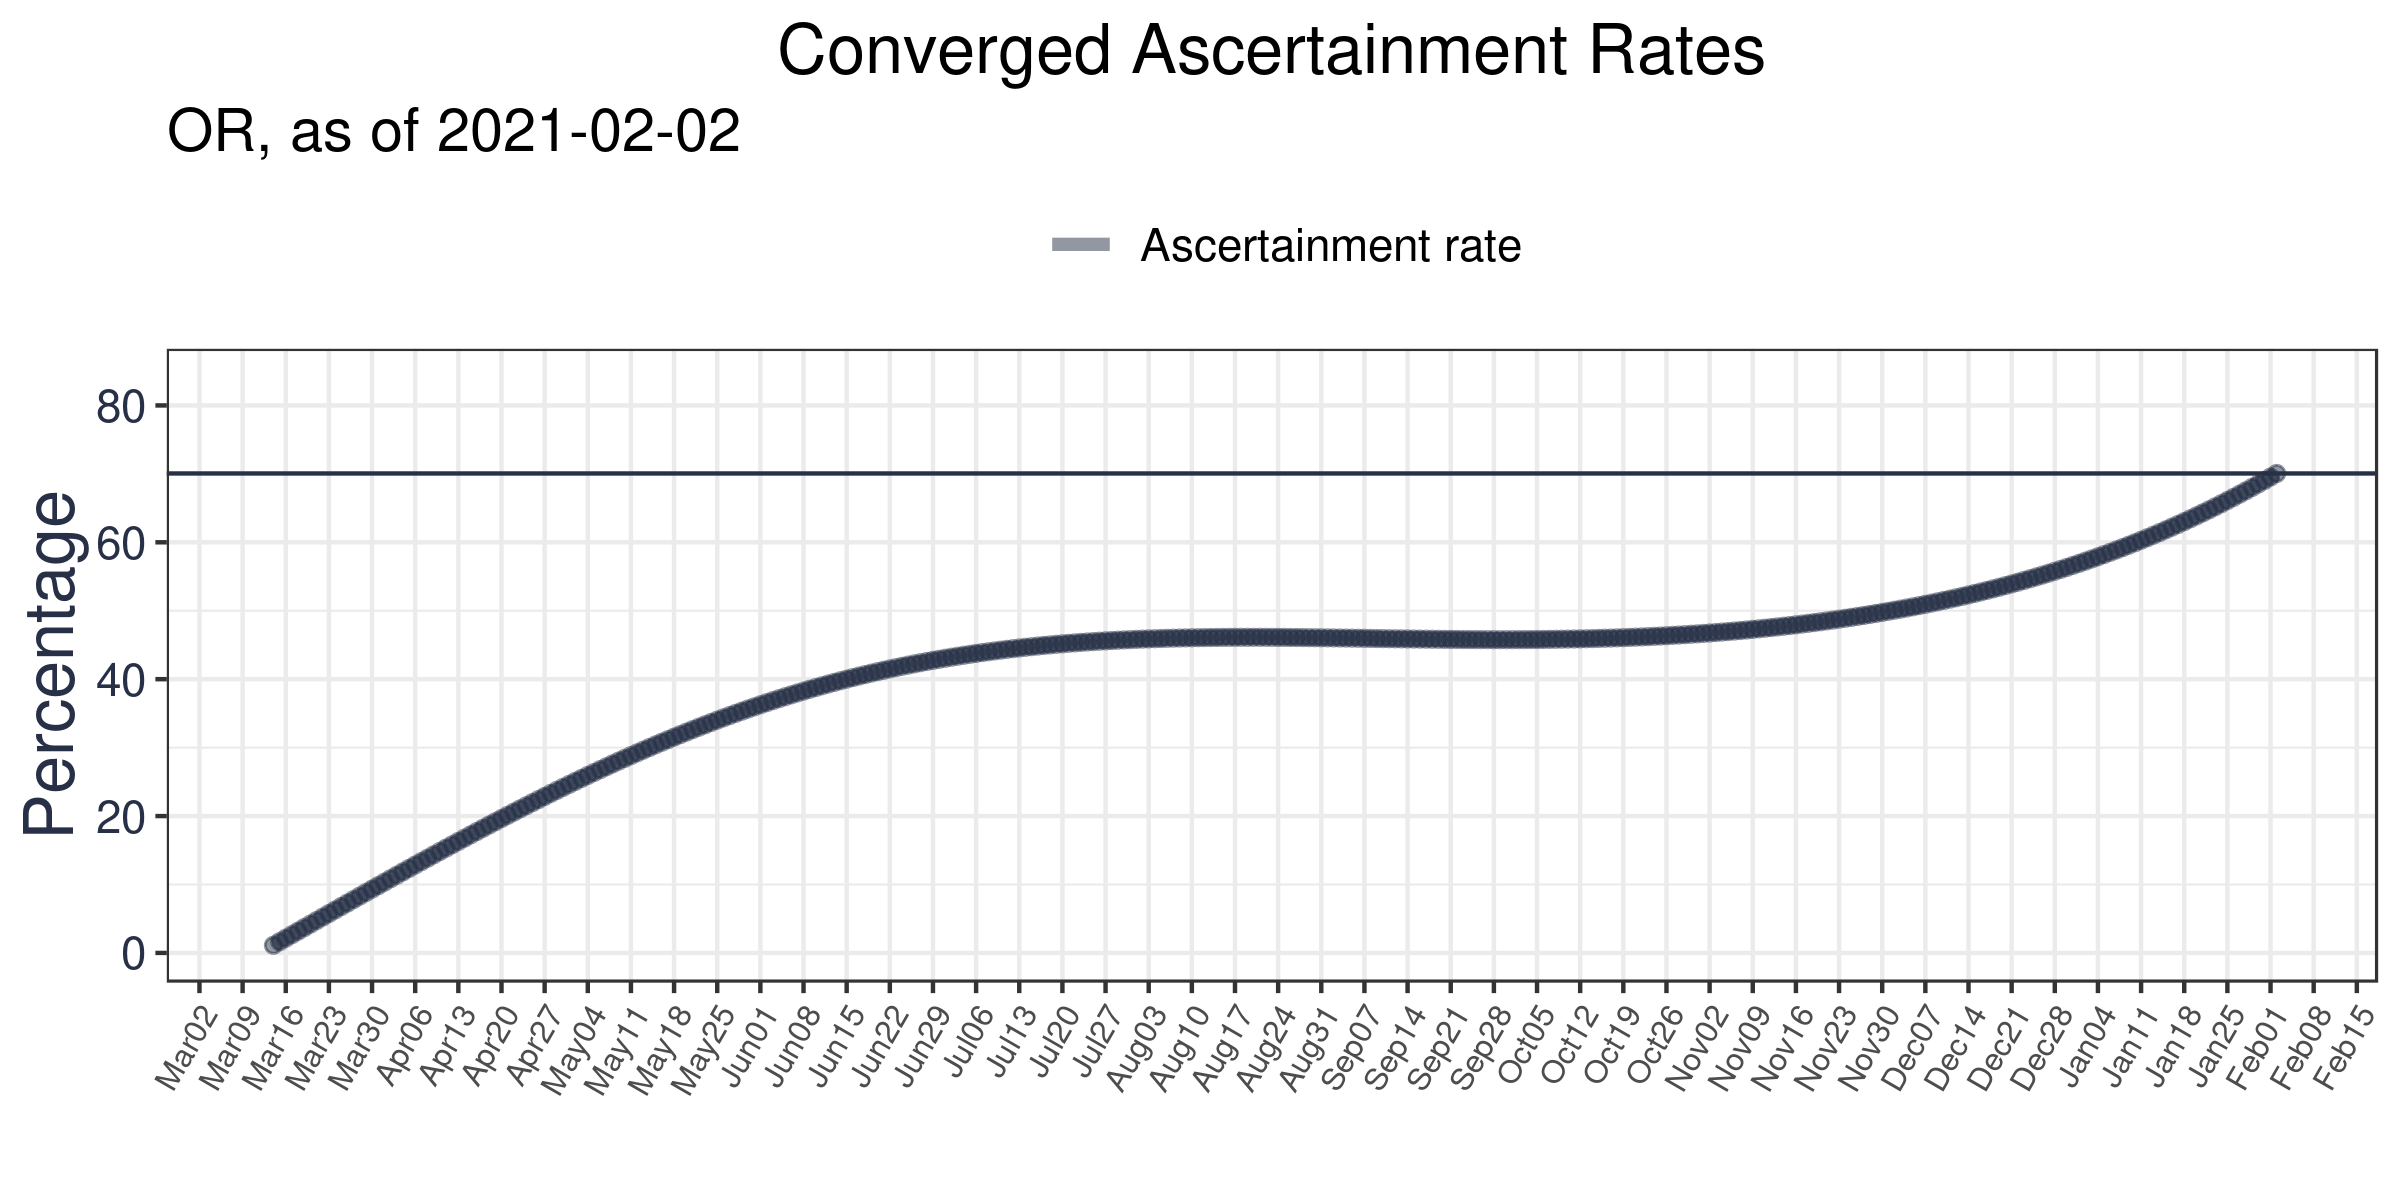 Converged Ascertainment Rates
OR, as of 2021-02-02
Ascertainment rate
Percentage
80
60
40
20
0
Mar02 Mar09 Mar16 Mar23 Mar30 Apr06 Apr13 Apr20 Apr27 May04 May11 May18 May25 Jun01 Jun08 Jun15 Jun22 Jun29 Jul06 Jul13 Jul20 Jul27 Aug03 Aug10 Aug17 Aug24 Aug31 Sep07 Sep14 Sep21 Sep28 Oct05 Oct12 Oct19 Oct26 Nov02 Nov09 Nov16 Nov23 Nov30 Dec07 Dec14 Dec21 Dec28 Jan04 Jan11 Jan18 Jan25 Feb01 Feb08 Feb15